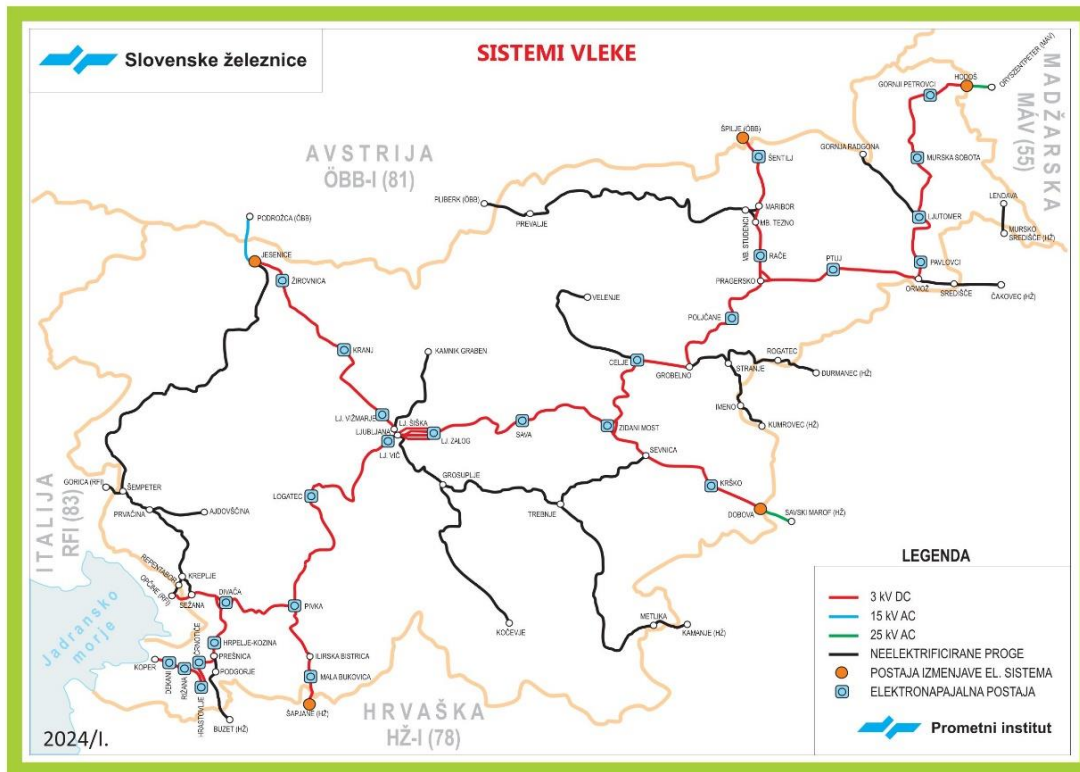 Slovenske železnice
SISTEMI VLEKE
AVSTRIJA
ÖBB-I (81)
MADŽARSKA
MÁV (55)
ITALIJA
RFI (83)
HRVAŠKA
HŽ-I (78)
Jadransko
morje
GORNJI PETROVCI
HODOŠ
ORYSZENTPETER (MÁV)
ŠPILJE (ÖBB)
ŠENTILJ
GORNJA RADGONA
MURSKA SOBOTA
LENDAVA
MURSKO
SREDIŠČE (HŽ)
LJUTOMER
PAVLOVCI
ORMOŽ
SREDIŠČE
ČAKOVEC (HŽ)
PLIBERK (ÖBB)
PREVALJE
MARIBOR
MB. TEZNO
MB. STUDENCI
RAČE
PTUJ
PRAGERSKO
POLJČANE
PODROŽCA (ÖBB)
JESENICE
ŽIROVNICA
KRANJ
VELENJE
CELJE
GROBELNO
STRANJE
ROGATEC
ĐURMANEC (HŽ)
IMENO
KUMROVEC (HŽ)
KAMNIK GRABEN
LJ. VIŽMARJE
LJ. ŠIŠKA
LJUBLJANA
LJ. ZALOG
LJ. VIČ
SAVA
ZIDANI MOST
SEVNICA
KRŠKO
DOBOVA
SAVSKI MAROF (HŽ)
GROSUPLJE
TREBNJE
LOGATEC
GORICA (RFI)
ŠEMPETER
PRVAČINA
AJDOVŠČINA
REPENTABOR
KREPLJE
OPČINE (RFI)
SEŽANA
DIVAČA
PIVKA
KOČEVJE
METLIKA
KAMANJE (HŽ)
HRPELJE-KOZINA
ČRNOTIČE
PREŠNICA
PODGORJE
KOPER
DEKANI
RIŽANA
HRASTOVLJE
BUZET (HŽ)
ILIRSKA BISTRICA
MALA BUKOVICA
ŠAPJANE (HŽ)
LEGENDA
3 kV DC
15 kV AC
25 kV AC
NEELEKTRIFICIRANE PROGE
POSTAJA IZMENJAVE EL. SISTEMA
ELEKTRONAPAJALNA POSTAJA
Prometni institut
2024/I.